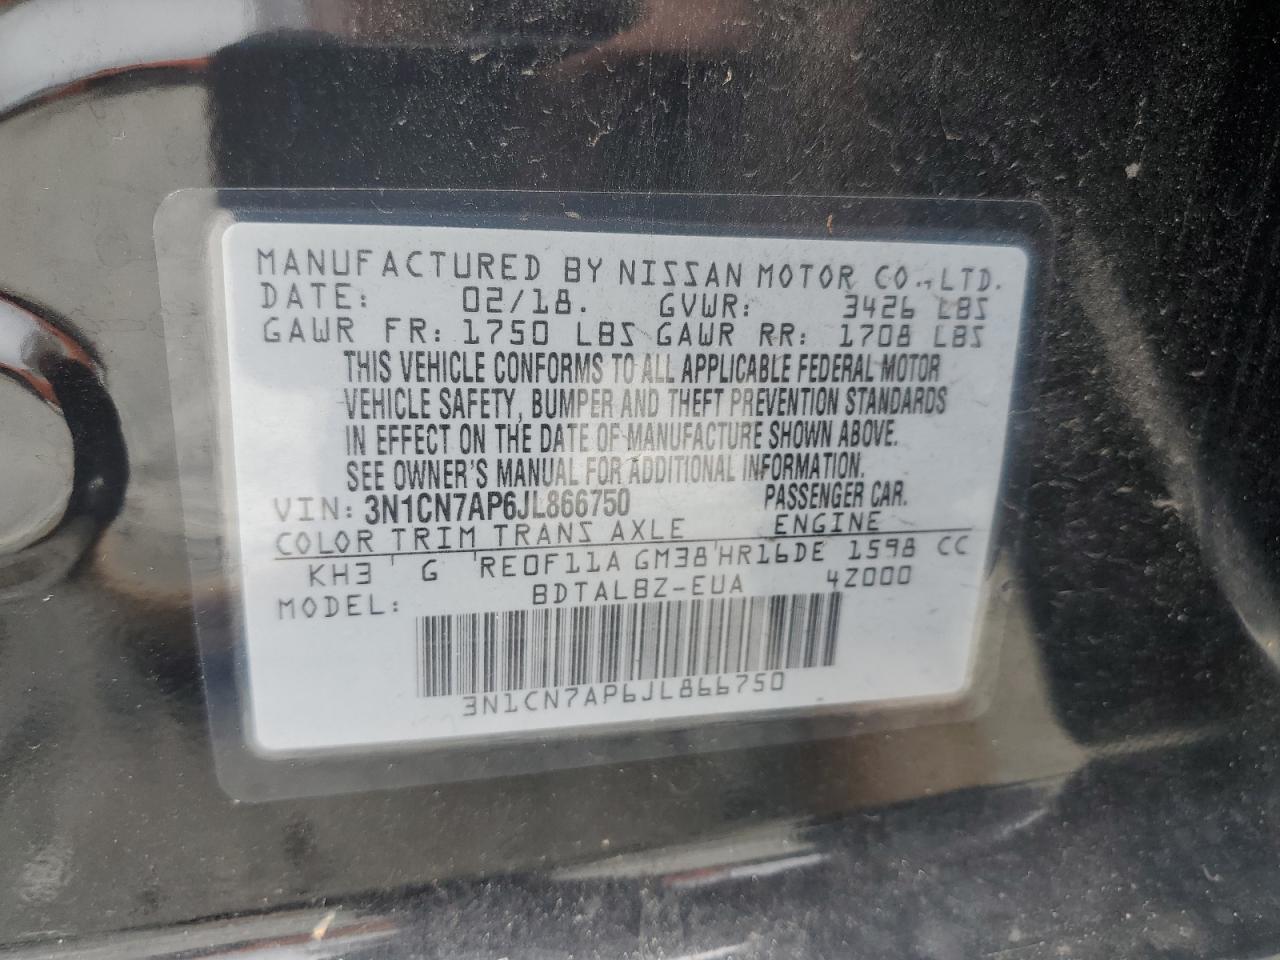 MANUFACTURED BY NISSAN MOTOR CO.,LTD.
DATE: 02/18. GVWR: 3426 LBS
GAWR FR: 1750 LBS GAWR RR: 1708 LBS
THIS VEHICLE CONFORMS TO ALL APPLICABLE FEDERAL MOTOR
VEHICLE SAFETY, BUMPER AND THEFT PREVENTION STANDARDS
IN EFFECT ON THE DATE OF MANUFACTURE SHOWN ABOVE.
SEE OWNER'S MANUAL FOR ADDITIONAL INFORMATION.
VIN: 3N1CN7AP6JL866750 PASSENGER CAR.
COLOR TRIM TRANS AXLE ENGINE
KH3 ' G ' RE0F11A GM38 ' HR16DE 1598 CC
MODEL: BDTALBZ-EUA 4Z000
3N1CN7AP6JL866750